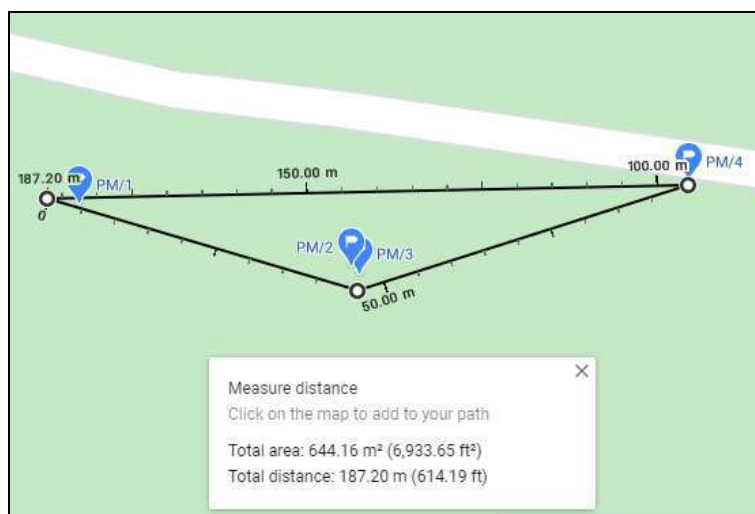 187.20 m
PM/1
150.00 m
100.00 m
PM/4
0
PM/2
PM/3
50.00 m
Measure distance
Click on the map to add to your path
Total area: 644.16 m² (6,933.65 ft²)
Total distance: 187.20 m (614.19 ft)